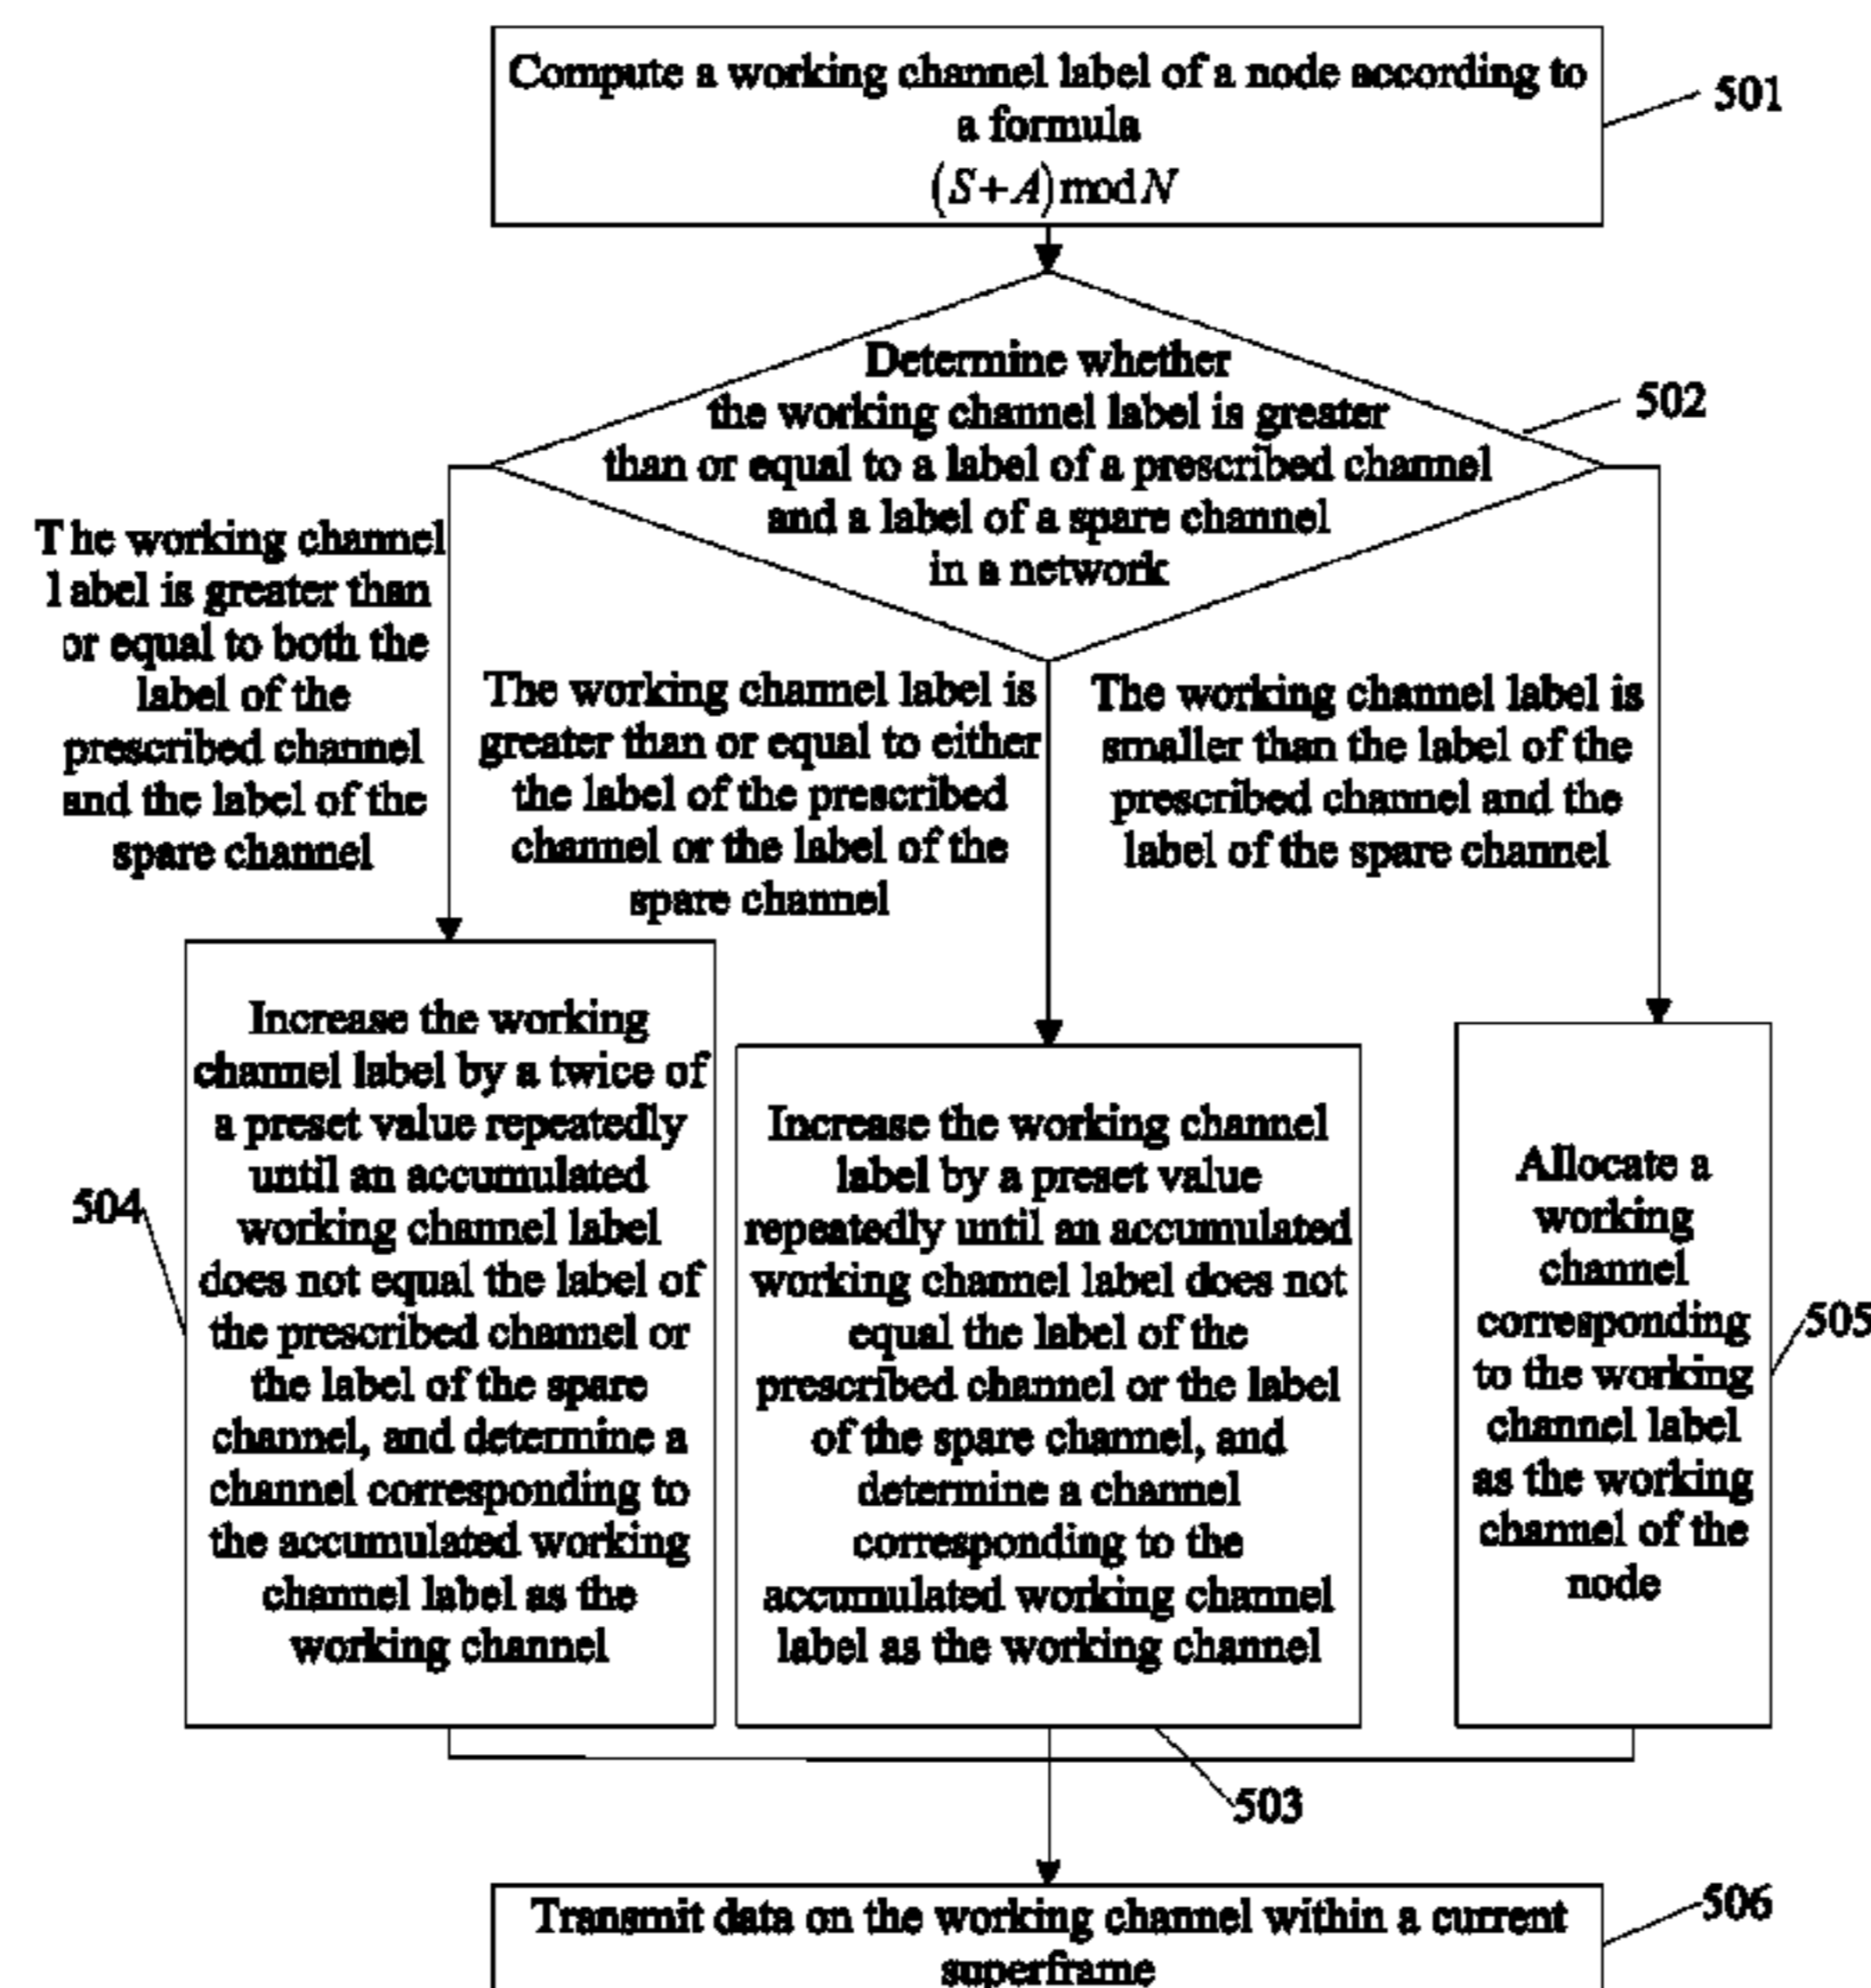 Compute a working channel label of a node according to
a formula
(S+A)mod N
501
Determine whether
the working channel label is greater
than or equal to a label of a prescribed channel
and a label of a spare channel
in a network
502
T he working channel
l abel is greater than
or equal to both the
label of the
prescribed channel
and the label of the
spare channel
The working channel label is
greater than or equal to either
the label of the prescribed
channel or the label of the
spare channel
The working channel label is
smaller than the label of the
prescribed channel and the
label of the spare channel
Increase the working
channel label by a twice of
a preset value repeatedly
until an accumulated
working channel label
does not equal the label of
the prescribed channel or
the label of the spare
channel, and determine a
channel corresponding to
the accumulated working
channel label as the
working channel
504
Increase the working channel
label by a preset value
repeatedly until an accumulated
working channel label does not
equal the label of the
prescribed channel or the label
of the spare channel, and
determine a channel
corresponding to the
accumulated working channel
label as the working channel
503
Allocate a
working
channel
corresponding
to the working
channel label
as the working
channel of the
node
505
Transmit data on the working channel within a current
superframe
506